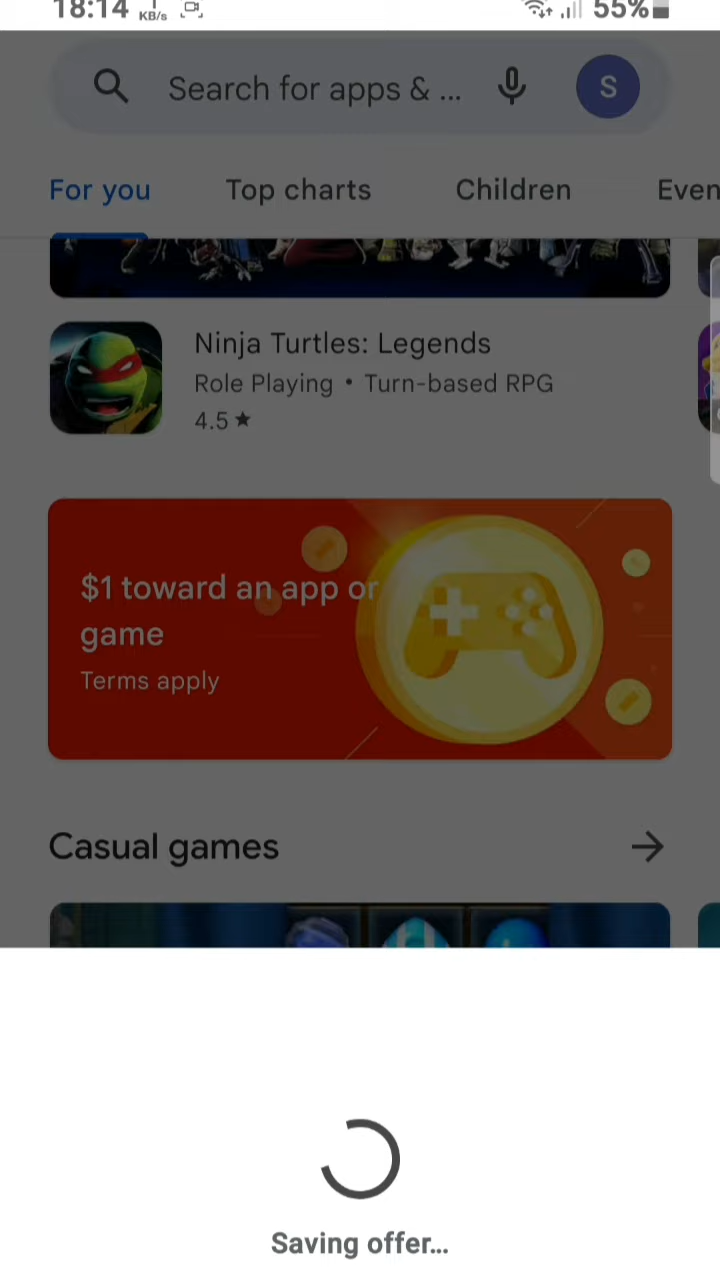 18:14 KB/s 55%
Search for apps & ...
S
For you Top charts Children Even
Ninja Turtles: Legends
Role Playing • Turn-based RPG
4.5 ★
$1 toward an app or
game
Terms apply
Casual games
Saving offer...